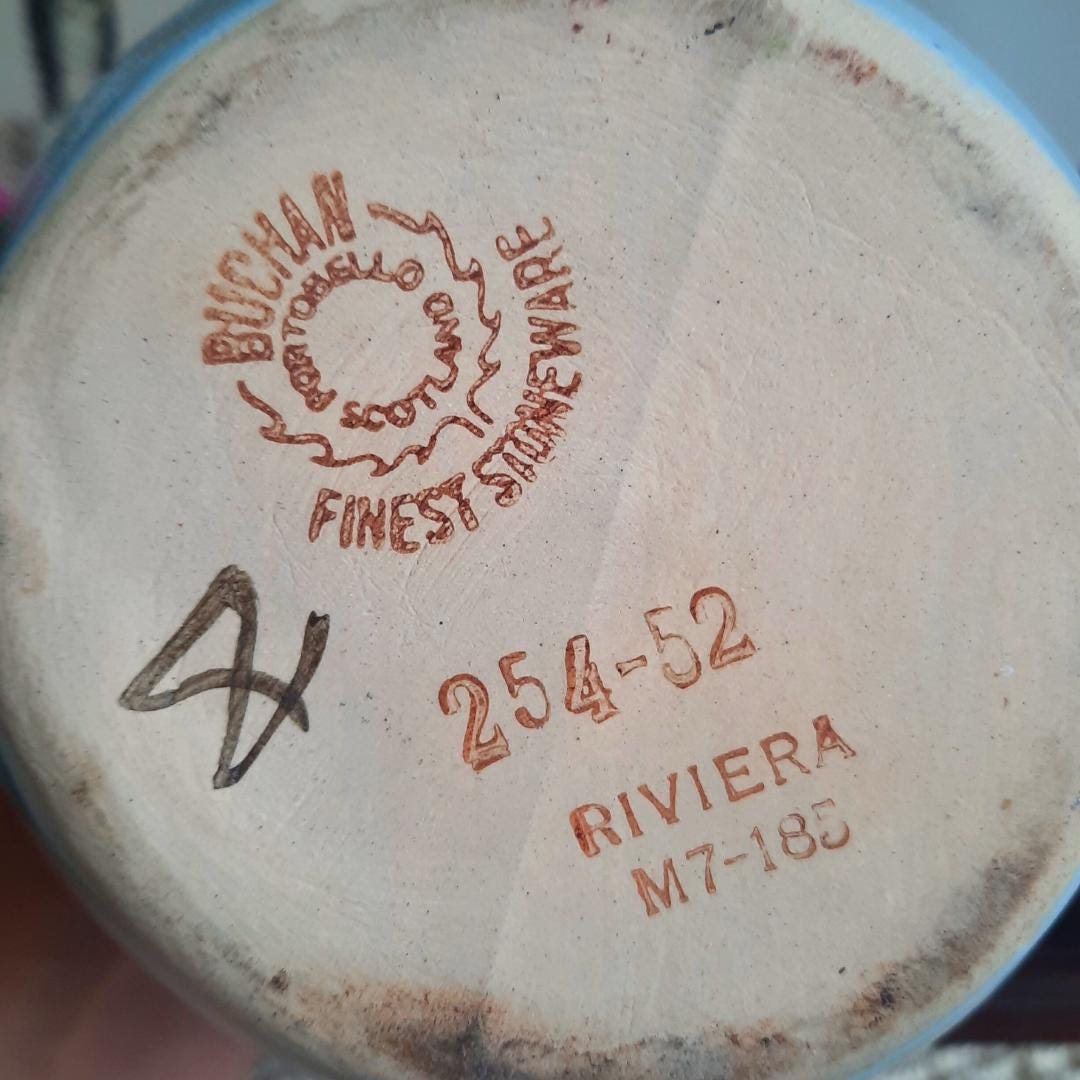 BUCHAN
PORTOBELLO
SCOTLAND
FINEST STONEWARE
254-52
RIVIERA
M7-185